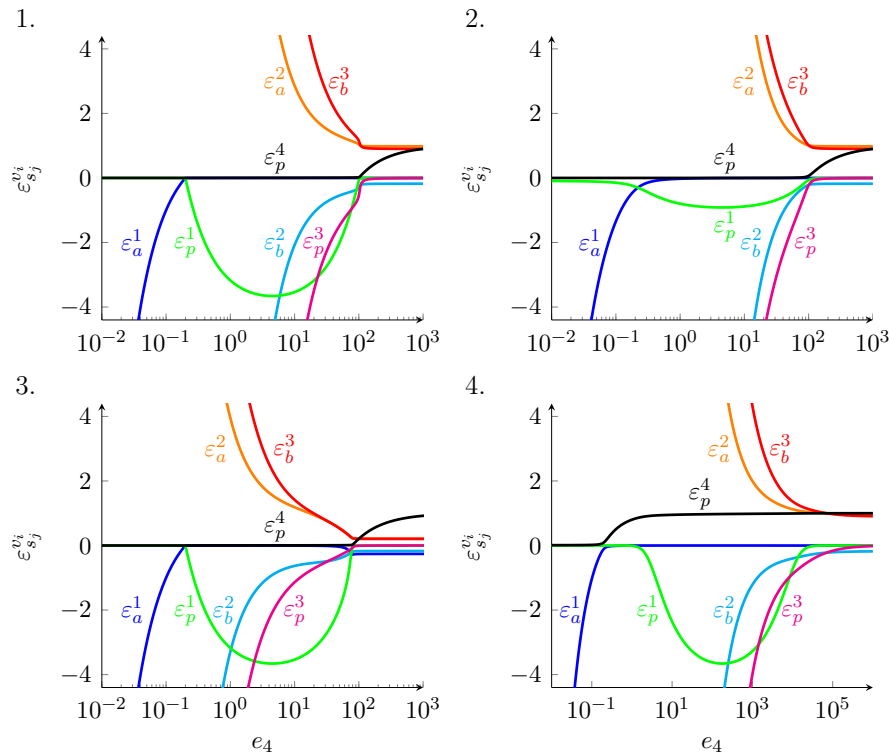 1.
4
2
0
−2
−4
ε^{v_i}_{s_j}
ε_a^2
ε_b^3
ε_p^4
ε_a^1
ε_p^1
ε_b^2
ε_p^3
10^{−2} 10^{−1} 10^0 10^1 10^2 10^3
2.
4
2
0
−2
−4
ε^{v_i}_{s_j}
ε_a^2
ε_b^3
ε_p^4
ε_a^1
ε_p^1
ε_b^2
ε_p^3
10^{−2} 10^{−1} 10^0 10^1 10^2 10^3
3.
4
2
0
−2
−4
ε^{v_i}_{s_j}
ε_a^2
ε_b^3
ε_p^4
ε_a^1
ε_p^1
ε_b^2
ε_p^3
10^{−2} 10^{−1} 10^0 10^1 10^2 10^3
e_4
4.
4
2
0
−2
−4
ε^{v_i}_{s_j}
ε_a^2
ε_b^3
ε_p^4
ε_a^1
ε_p^1
ε_b^2
ε_p^3
10^{−1} 10^1 10^3 10^5
e_4